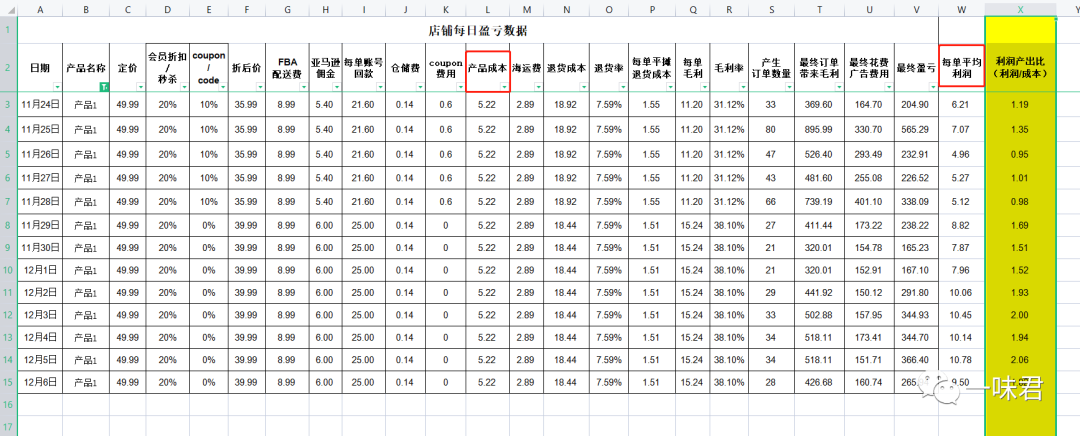 A B C D E F G H I J K L M N O P Q R S T U V W X Y
1 店铺每日盈亏数据
2 日期 产品名称 定价 会员折扣/秒杀 coupon/code 折后价 FBA配送费 亚马逊佣金 每单账号回款 仓储费 coupon费用 产品成本 海运费 退货成本 退货率 每单平摊退货成本 每单毛利 毛利率 产生订单数量 最终订单带来毛利 最终花费广告费用 最终盈亏 每单平均利润 利润产出比（利润/成本）
3 11月24日 产品1 49.99 20% 10% 35.99 8.99 5.40 21.60 0.14 0.6 5.22 2.89 18.92 7.59% 1.55 11.20 31.12% 33 369.60 164.70 204.90 6.21 1.19
4 11月25日 产品1 49.99 20% 10% 35.99 8.99 5.40 21.60 0.14 0.6 5.22 2.89 18.92 7.59% 1.55 11.20 31.12% 80 895.99 330.70 565.29 7.07 1.35
5 11月26日 产品1 49.99 20% 10% 35.99 8.99 5.40 21.60 0.14 0.6 5.22 2.89 18.92 7.59% 1.55 11.20 31.12% 47 526.40 293.49 232.91 4.96 0.95
6 11月27日 产品1 49.99 20% 10% 35.99 8.99 5.40 21.60 0.14 0.6 5.22 2.89 18.92 7.59% 1.55 11.20 31.12% 43 481.60 255.08 226.52 5.27 1.01
7 11月28日 产品1 49.99 20% 10% 35.99 8.99 5.40 21.60 0.14 0.6 5.22 2.89 18.92 7.59% 1.55 11.20 31.12% 66 739.19 401.10 338.09 5.12 0.98
8 11月29日 产品1 49.99 20% 0% 39.99 8.99 6.00 25.00 0.14 0 5.22 2.89 18.44 7.59% 1.51 15.24 38.10% 27 411.44 173.22 238.22 8.82 1.69
9 11月30日 产品1 49.99 20% 0% 39.99 8.99 6.00 25.00 0.14 0 5.22 2.89 18.44 7.59% 1.51 15.24 38.10% 21 320.01 154.78 165.23 7.87 1.51
10 12月1日 产品1 49.99 20% 0% 39.99 8.99 6.00 25.00 0.14 0 5.22 2.89 18.44 7.59% 1.51 15.24 38.10% 21 320.01 152.91 167.10 7.96 1.52
11 12月2日 产品1 49.99 20% 0% 39.99 8.99 6.00 25.00 0.14 0 5.22 2.89 18.44 7.59% 1.51 15.24 38.10% 29 441.92 150.12 291.80 10.06 1.93
12 12月3日 产品1 49.99 20% 0% 39.99 8.99 6.00 25.00 0.14 0 5.22 2.89 18.44 7.59% 1.51 15.24 38.10% 33 502.88 157.95 344.93 10.45 2.00
13 12月4日 产品1 49.99 20% 0% 39.99 8.99 6.00 25.00 0.14 0 5.22 2.89 18.44 7.59% 1.51 15.24 38.10% 34 518.11 173.41 344.70 10.14 1.94
14 12月5日 产品1 49.99 20% 0% 39.99 8.99 6.00 25.00 0.14 0 5.22 2.89 18.44 7.59% 1.51 15.24 38.10% 34 518.11 151.71 366.40 10.78 2.06
15 12月6日 产品1 49.99 20% 0% 39.99 8.99 6.00 25.00 0.14 0 5.22 2.89 18.44 7.59% 1.51 15.24 38.10% 28 426.68 160.74 9.50
一味君
16
17